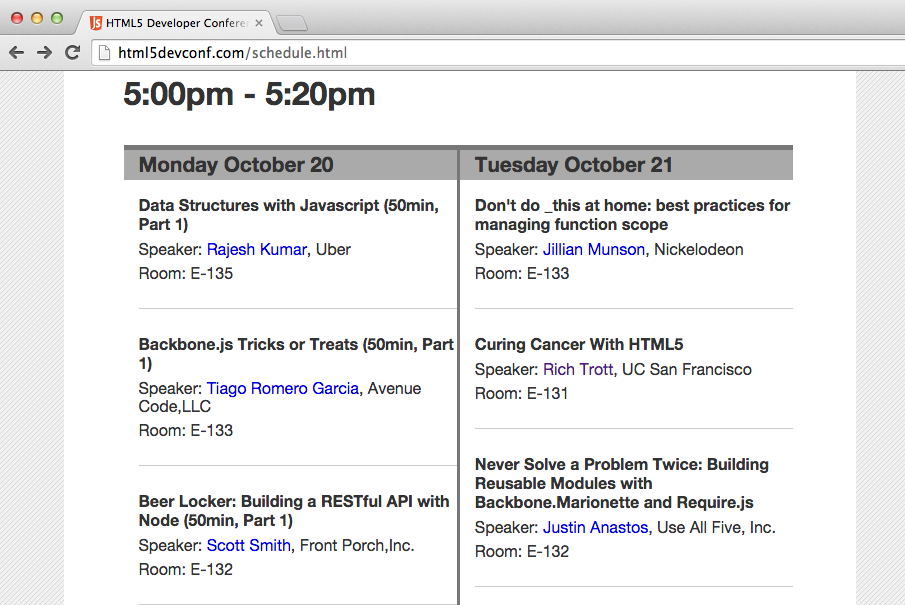 HTML5 Developer Conferen
html5devconf.com/schedule.html
5:00pm - 5:20pm
Monday October 20
Data Structures with Javascript (50min,
Part 1)
Speaker: Rajesh Kumar, Uber
Room: E-135
Backbone.js Tricks or Treats (50min, Part
1)
Speaker: Tiago Romero Garcia, Avenue
Code,LLC
Room: E-133
Beer Locker: Building a RESTful API with
Node (50min, Part 1)
Speaker: Scott Smith, Front Porch,Inc.
Room: E-132
Tuesday October 21
Don't do _this at home: best practices for
managing function scope
Speaker: Jillian Munson, Nickelodeon
Room: E-133
Curing Cancer With HTML5
Speaker: Rich Trott, UC San Francisco
Room: E-131
Never Solve a Problem Twice: Building
Reusable Modules with
Backbone.Marionette and Require.js
Speaker: Justin Anastos, Use All Five, Inc.
Room: E-132